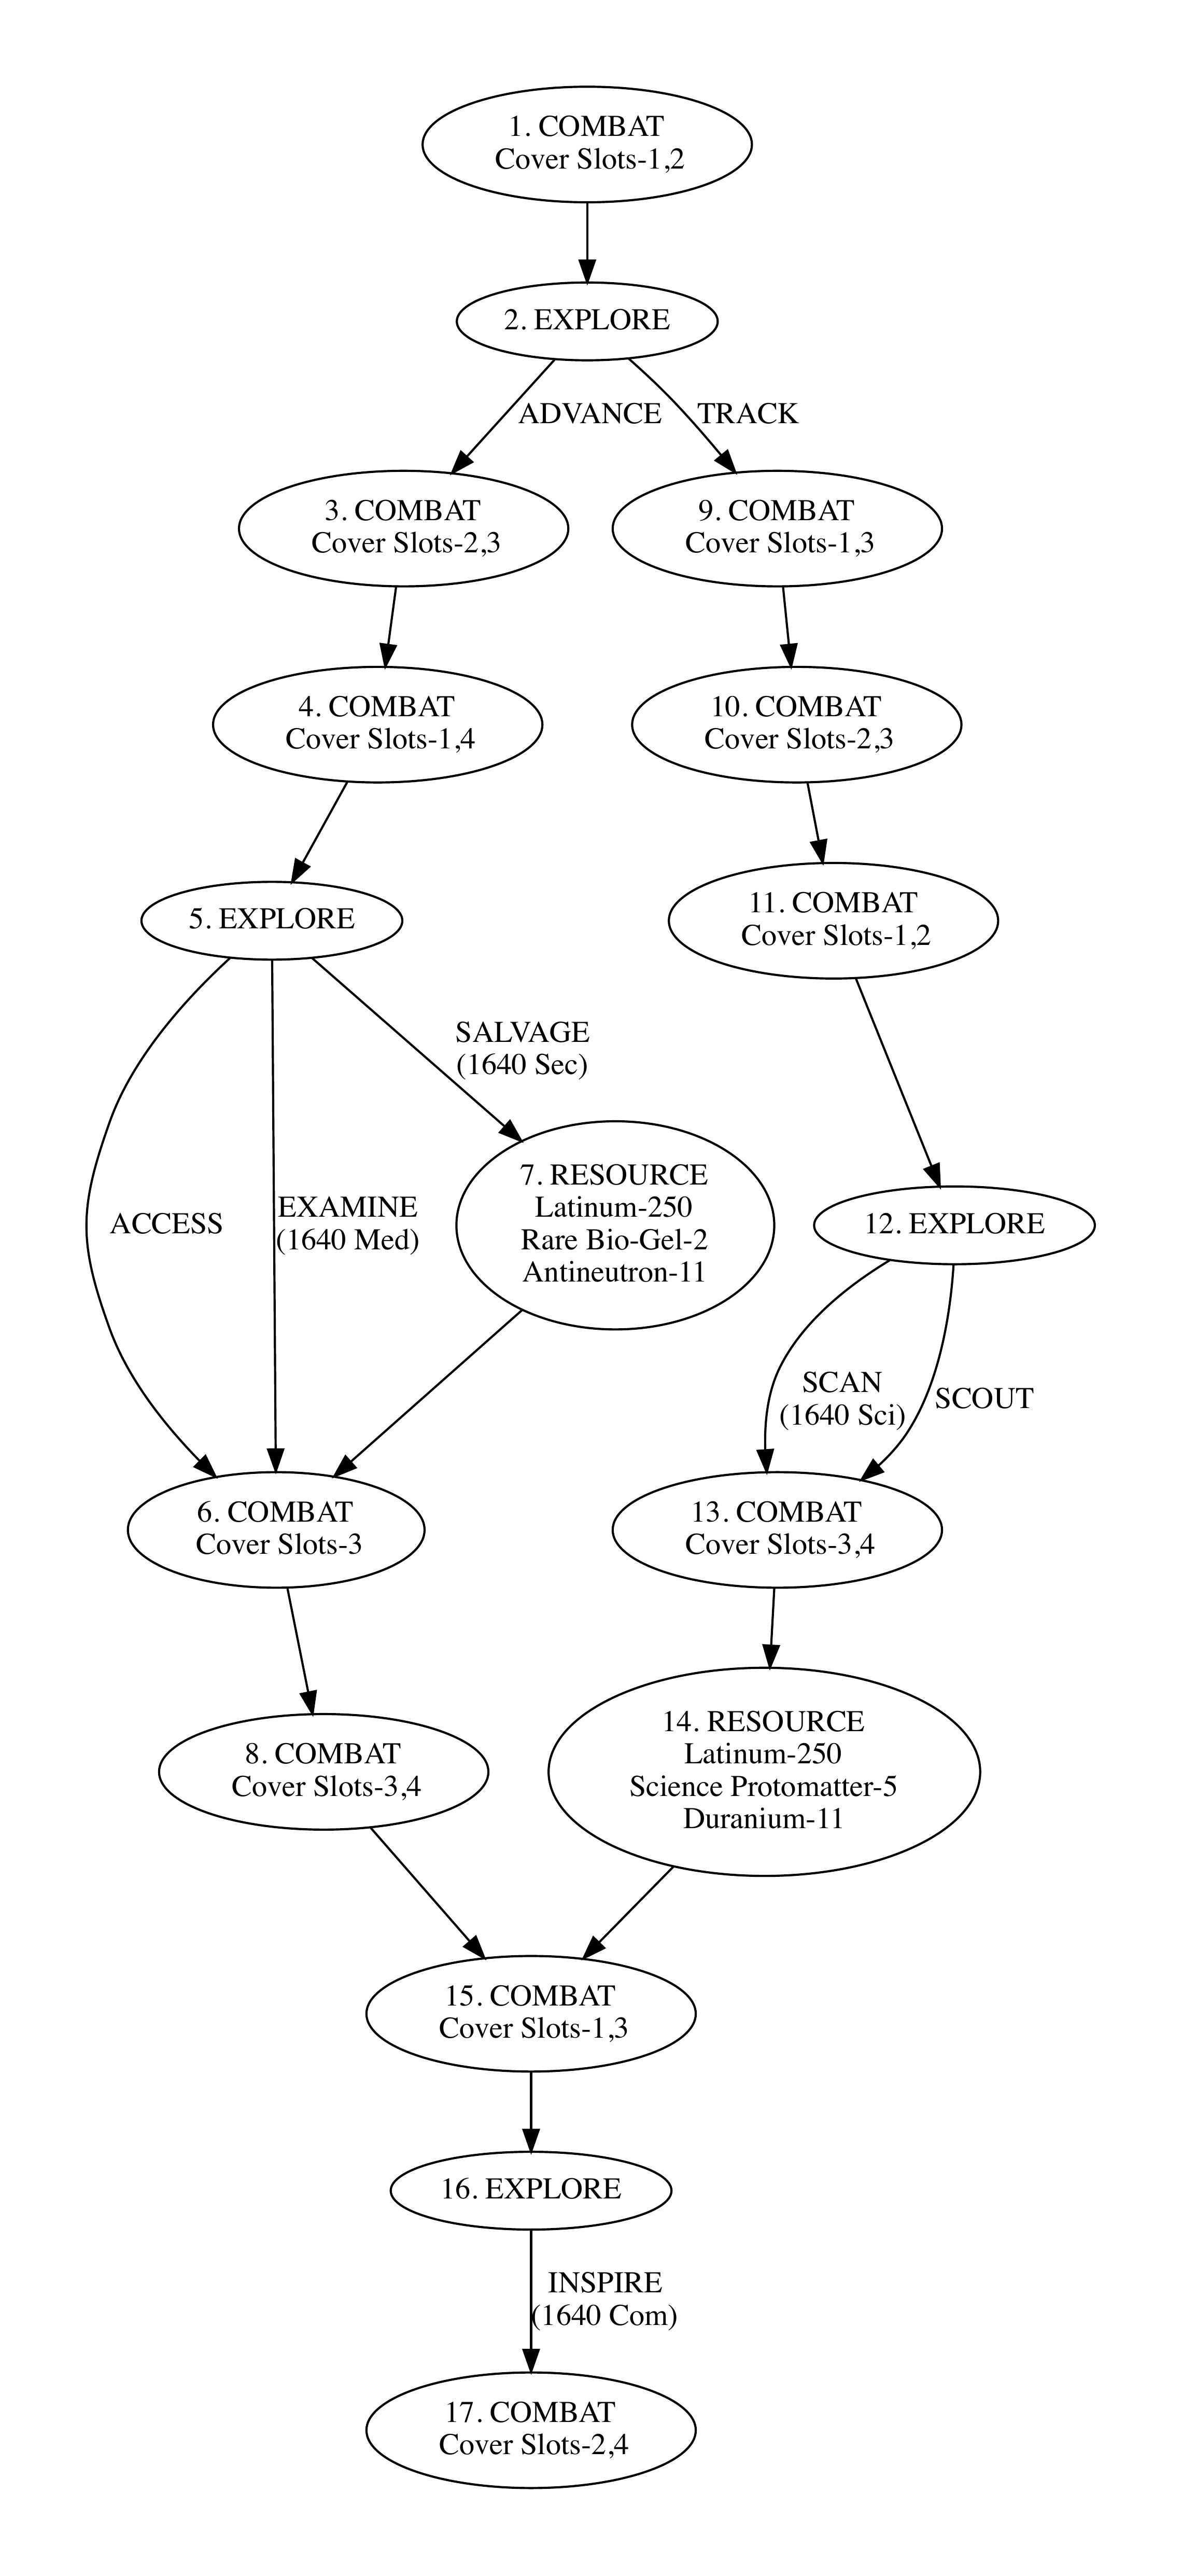 1. COMBAT
Cover Slots-1,2
2. EXPLORE
ADVANCE
TRACK
3. COMBAT
Cover Slots-2,3
9. COMBAT
Cover Slots-1,3
4. COMBAT
Cover Slots-1,4
10. COMBAT
Cover Slots-2,3
5. EXPLORE
11. COMBAT
Cover Slots-1,2
SALVAGE
(1640 Sec)
ACCESS
EXAMINE
(1640 Med)
7. RESOURCE
Latinum-250
Rare Bio-Gel-2
Antineutron-11
12. EXPLORE
SCAN
(1640 Sci)
SCOUT
6. COMBAT
Cover Slots-3
13. COMBAT
Cover Slots-3,4
8. COMBAT
Cover Slots-3,4
14. RESOURCE
Latinum-250
Science Protomatter-5
Duranium-11
15. COMBAT
Cover Slots-1,3
16. EXPLORE
INSPIRE
(1640 Com)
17. COMBAT
Cover Slots-2,4